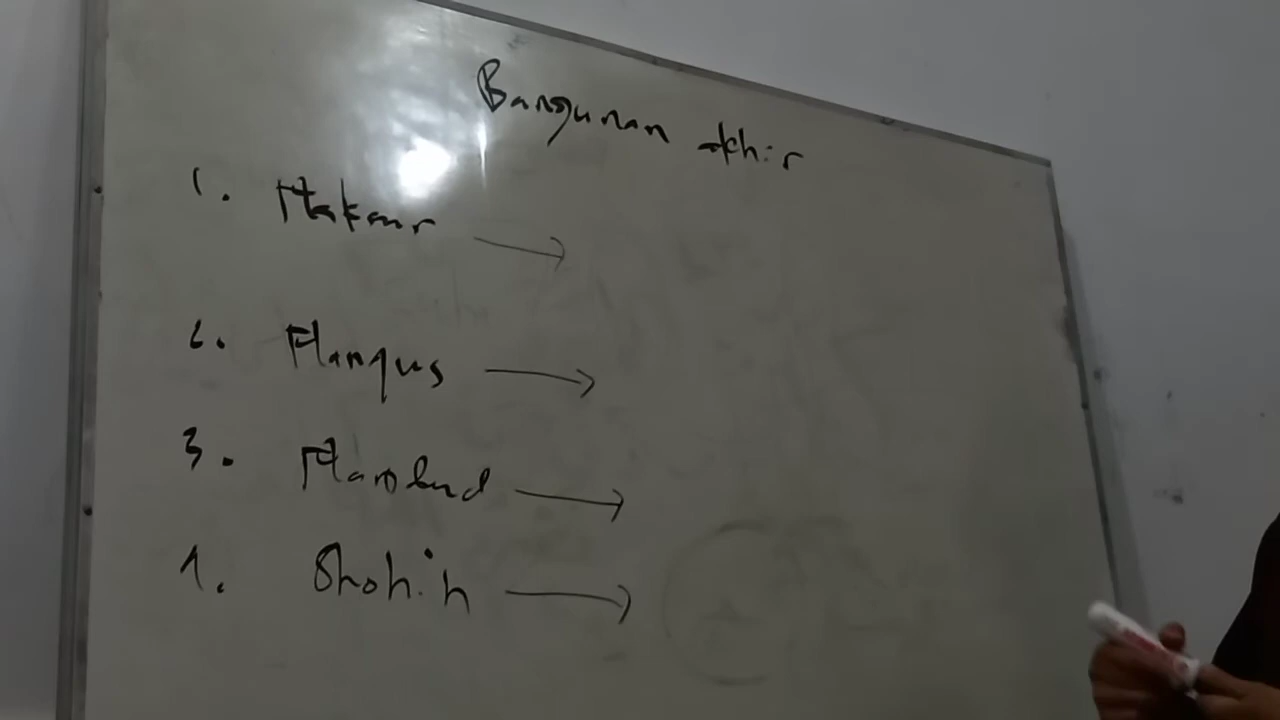 Bangunan Akhir
1. Maksur
2. Manqus
3. Mamdud
4. Shohih